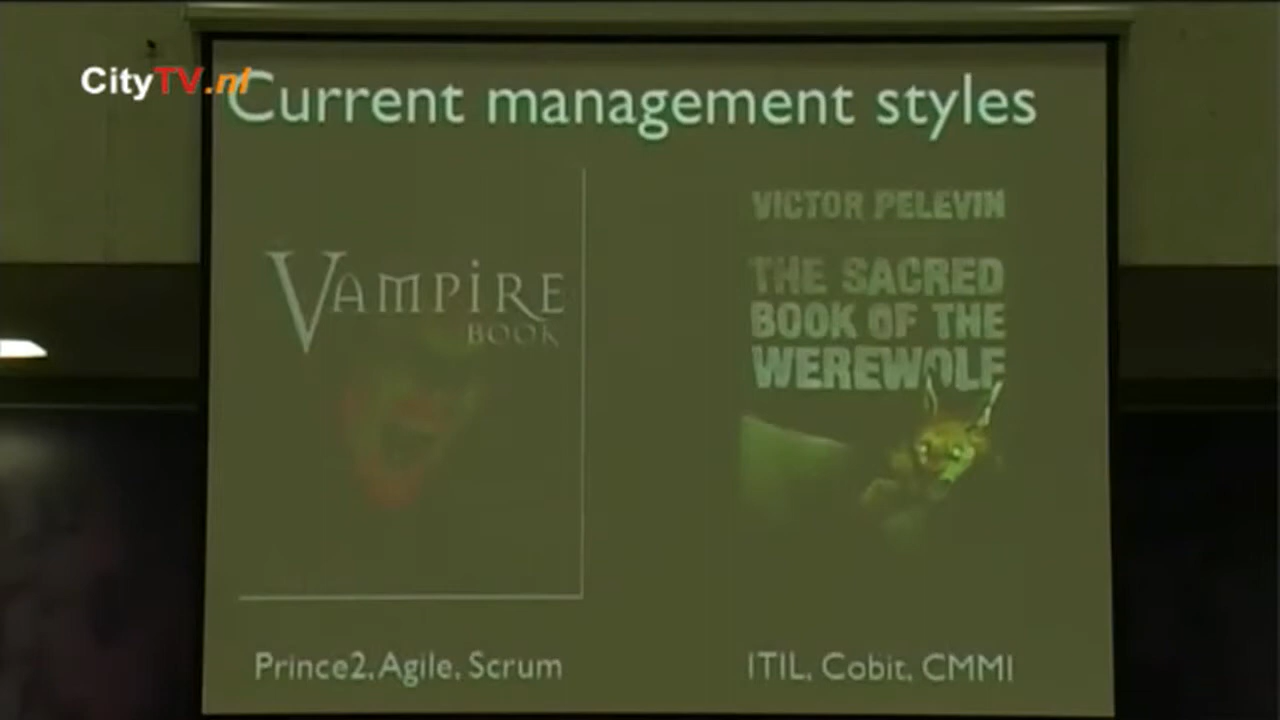 CityTV.nl
Current management styles
VAMPIRE
BOOK
Prince2, Agile, Scrum
VICTOR PELEVIN
THE SACRED
BOOK OF THE
WEREWOLF
ITIL, Cobit, CMMI